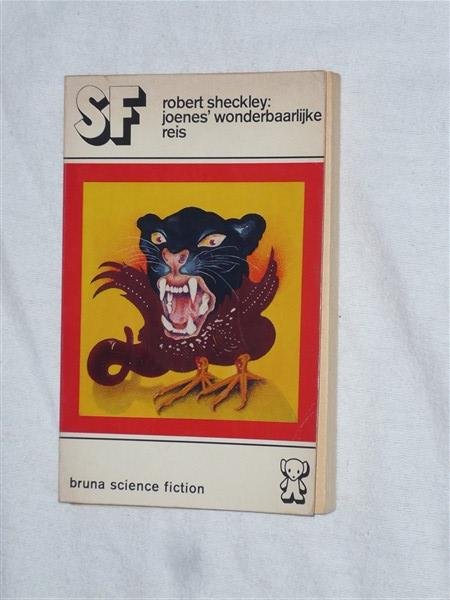 SF
robert sheckley:
joenes' wonderbaarlijke
reis
bruna science fiction